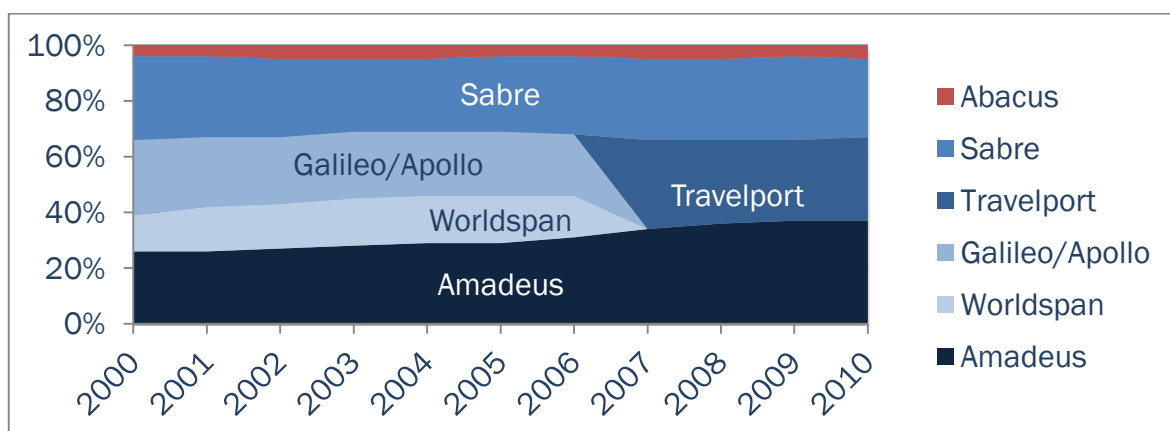 100%
80%
60%
40%
20%
0%
Sabre
Galileo/Apollo
Travelport
Worldspan
Amadeus
2000 2001 2002 2003 2004 2005 2006 2007 2008 2009 2010
Abacus
Sabre
Travelport
Galileo/Apollo
Worldspan
Amadeus